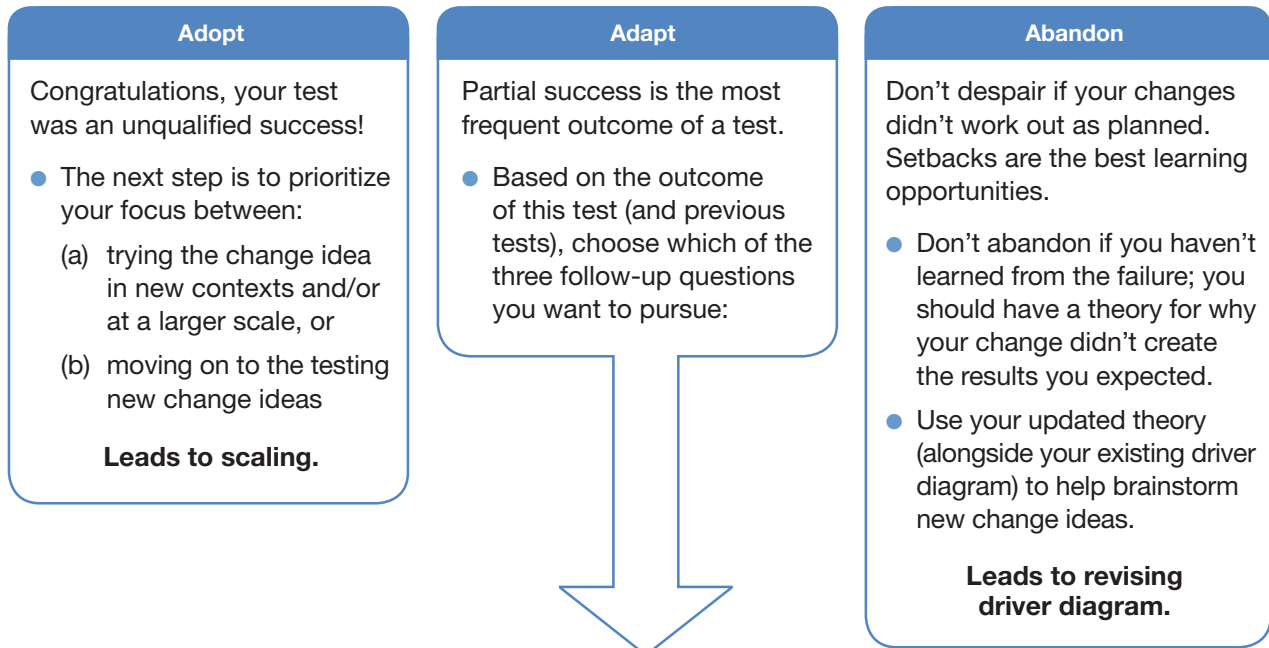 Adopt
Congratulations, your test
was an unqualified success!
● The next step is to prioritize
your focus between:
(a) trying the change idea
in new contexts and/or
at a larger scale, or
(b) moving on to the testing
new change ideas
Leads to scaling.
Adapt
Partial success is the most
frequent outcome of a test.
● Based on the outcome
of this test (and previous
tests), choose which of the
three follow-up questions
you want to pursue:
Abandon
Don’t despair if your changes
didn’t work out as planned.
Setbacks are the best learning
opportunities.
● Don’t abandon if you haven’t
learned from the failure; you
should have a theory for why
your change didn’t create
the results you expected.
● Use your updated theory
(alongside your existing driver
diagram) to help brainstorm
new change ideas.
Leads to revising
driver diagram.